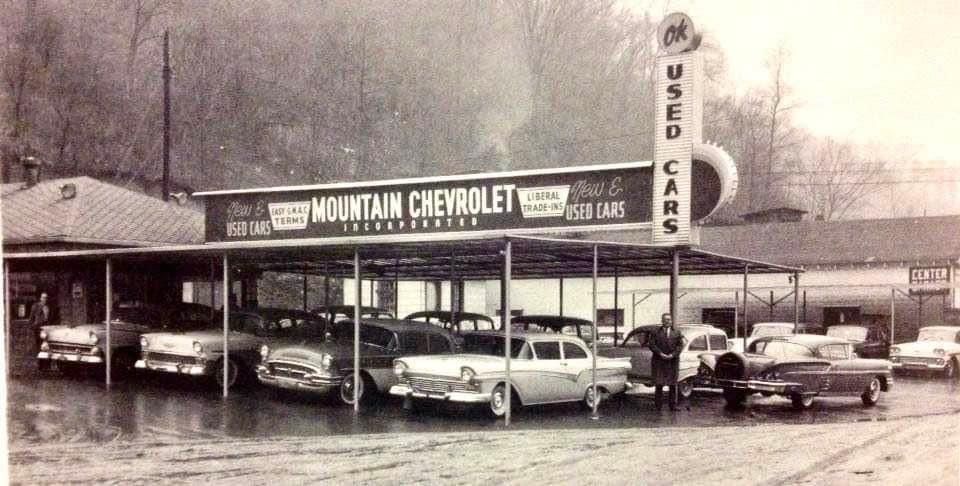 OK
USED CARS
New &
USED CARS
EASY G.M.A.C.
TERMS
MOUNTAIN CHEVROLET
INCORPORATED
LIBERAL
TRADE-INS
New &
USED CARS
CENTER